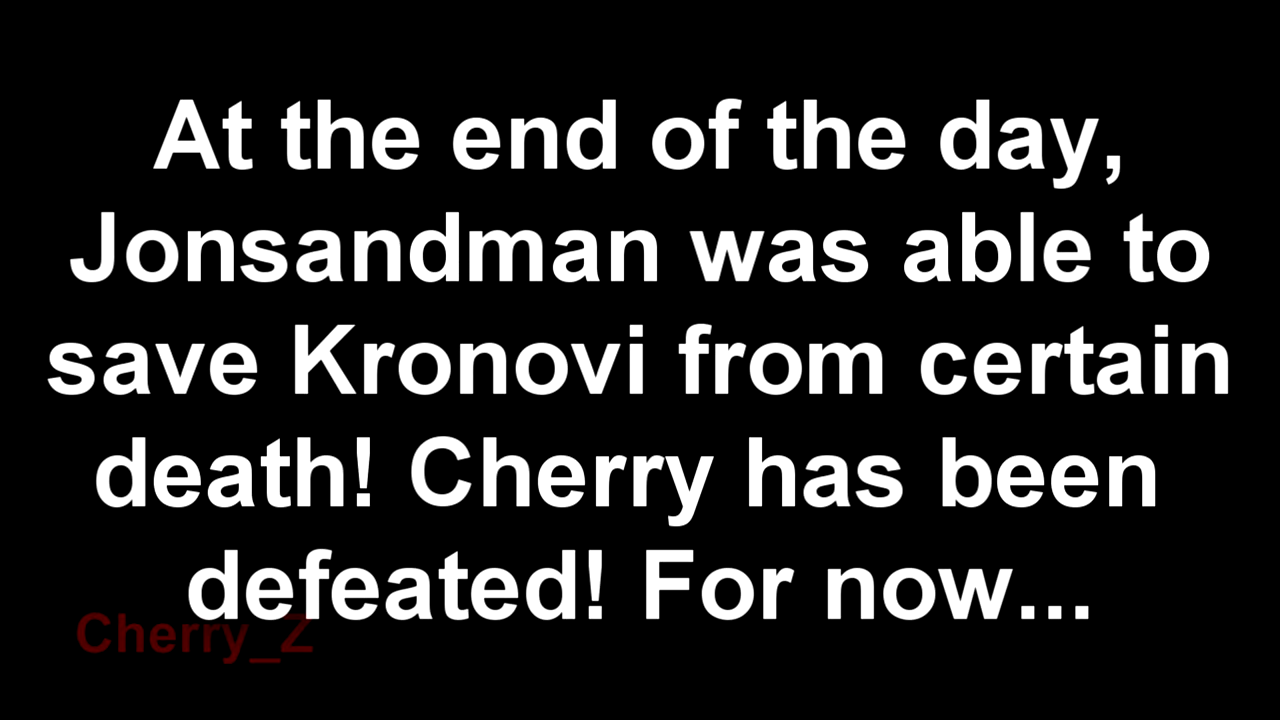 At the end of the day,
Jonsandman was able to
save Kronovi from certain
death! Cherry has been
defeated! For now...
Cherry_Z